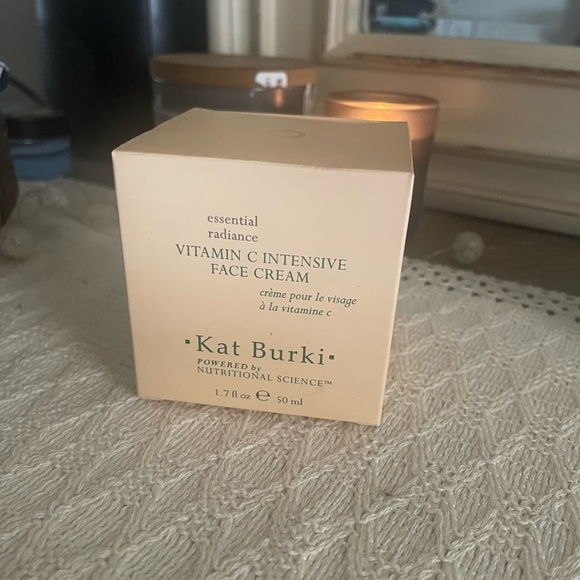 essential
radiance
VITAMIN C INTENSIVE
FACE CREAM
crème pour le visage
à la vitamine c
·Kat Burki·
POWERED by
NUTRITIONAL SCIENCE™
1.7 fl oz ℮ 50 ml